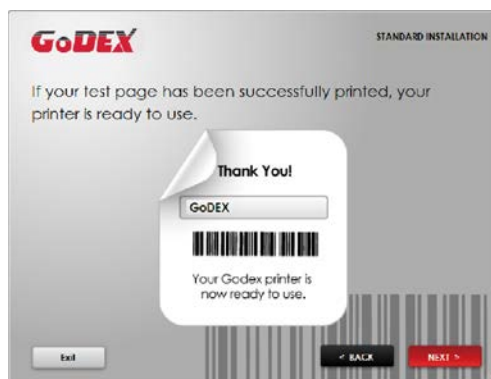 GoDEX
STANDARD INSTALLATION
If your test page has been successfully printed, your
printer is ready to use.
Thank You!
GoDEX
Your Godex printer is
now ready to use.
Exit
< BACK
NEXT >